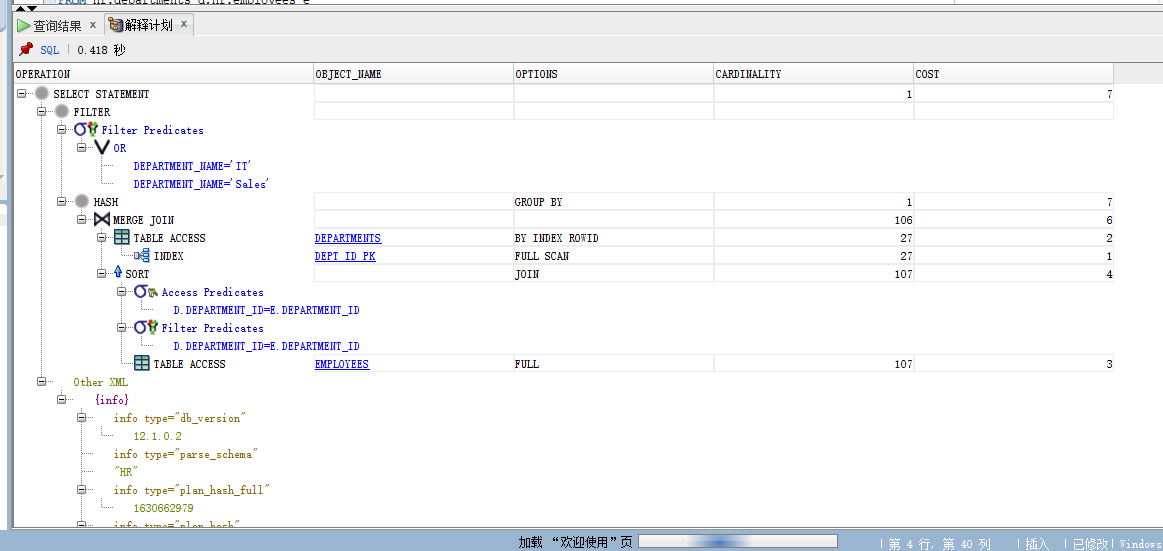 FROM hr.departments d,hr.employees e
查询结果 × 解释计划 ×
SQL | 0.418 秒
OPERATION OBJECT_NAME OPTIONS CARDINALITY COST
SELECT STATEMENT 1 7
FILTER
Filter Predicates
OR
DEPARTMENT_NAME='IT'
DEPARTMENT_NAME='Sales'
HASH GROUP BY 1 7
MERGE JOIN 106 6
TABLE ACCESS DEPARTMENTS BY INDEX ROWID 27 2
INDEX DEPT_ID_PK FULL SCAN 27 1
SORT JOIN 107 4
Access Predicates
D.DEPARTMENT_ID=E.DEPARTMENT_ID
Filter Predicates
D.DEPARTMENT_ID=E.DEPARTMENT_ID
TABLE ACCESS EMPLOYEES FULL 107 3
Other XML
{info}
info type="db_version"
12.1.0.2
info type="parse_schema"
"HR"
info type="plan_hash_full"
1630662979
info type="plan_hash"
加载 “欢迎使用”页 | 第 4 行, 第 40 列 | 插入 | 已修改| Windows